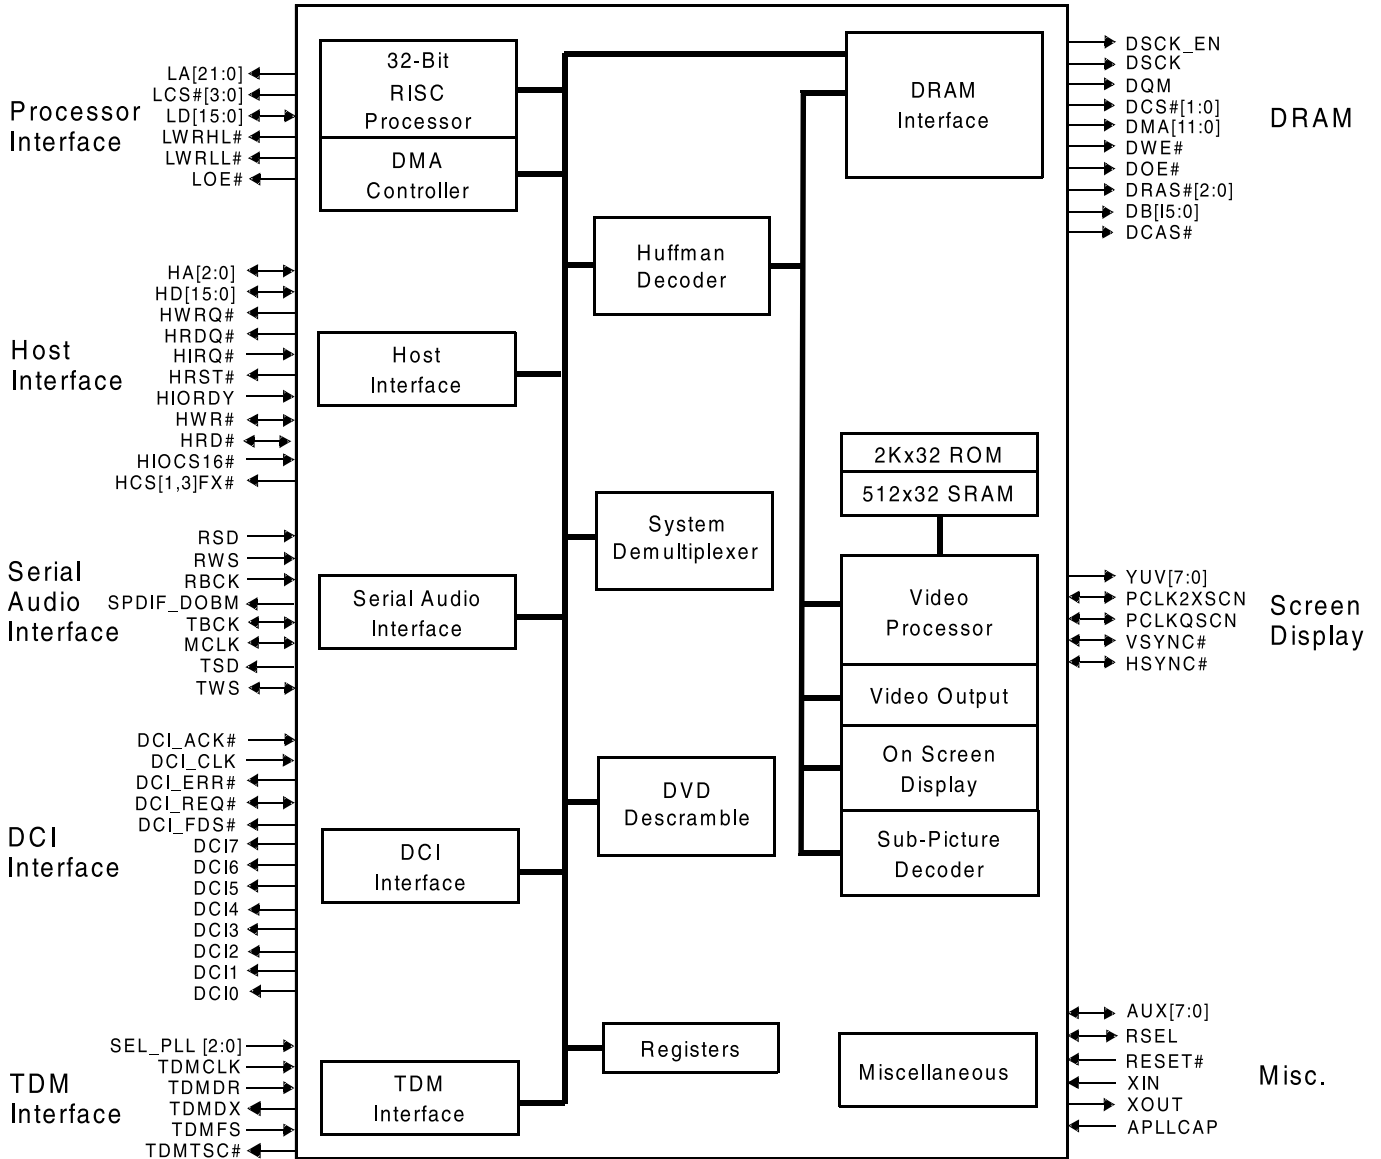 Processor
Interface
LA[21:0]
LCS#[3:0]
LD[15:0]
LWRHL#
LWRLL#
LOE#
Host
Interface
HA[2:0]
HD[15:0]
HWRQ#
HRDQ#
HIRQ#
HRST#
HIORDY
HWR#
HRD#
HIOCS16#
HCS[1,3]FX#
Serial
Audio
Interface
RSD
RWS
RBCK
SPDIF_DOBM
TBCK
MCLK
TSD
TWS
DCI
Interface
DCI_ACK#
DCI_CLK
DCI_ERR#
DCI_REQ#
DCI_FDS#
DCI7
DCI6
DCI5
DCI4
DCI3
DCI2
DCI1
DCI0
TDM
Interface
SEL_PLL [2:0]
TDMCLK
TDMDR
TDMDX
TDMFS
TDMTSC#
32-Bit
RISC
Processor
DMA
Controller
Host
Interface
Serial Audio
Interface
DCI
Interface
TDM
Interface
Huffman
Decoder
System
Demultiplexer
DVD
Descramble
Registers
DRAM
Interface
2Kx32 ROM
512x32 SRAM
Video
Processor
Video Output
On Screen
Display
Sub-Picture
Decoder
Miscellaneous
DSCK_EN
DSCK
DQM
DCS#[1:0]
DMA[11:0]
DWE#
DOE#
DRAS#[2:0]
DB[I5:0]
DCAS#
DRAM
YUV[7:0]
PCLK2XSCN
PCLKQSCN
VSYNC#
HSYNC#
Screen
Display
AUX[7:0]
RSEL
RESET#
XIN
XOUT
APLLCAP
Misc.